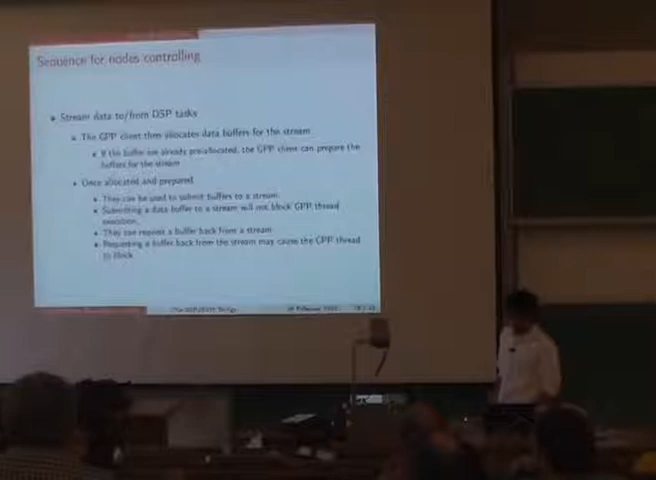 Sequence for nodes controlling
Stream data to/from DSP tasks
The GPP client then allocates data buffers for the stream
If the buffer are already pre-allocated, the GPP client can prepare the
buffers for the stream
Once allocated and prepared
They can be used to submit buffers to a stream.
Submitting a data buffer to a stream will not block GPP thread
execution.
They can request a buffer back from a stream
Requesting a buffer back from the stream may cause the GPP thread
to block